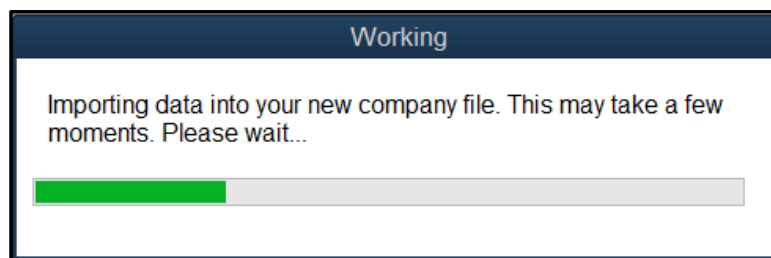 Working
Importing data into your new company file. This may take a few
moments. Please wait...